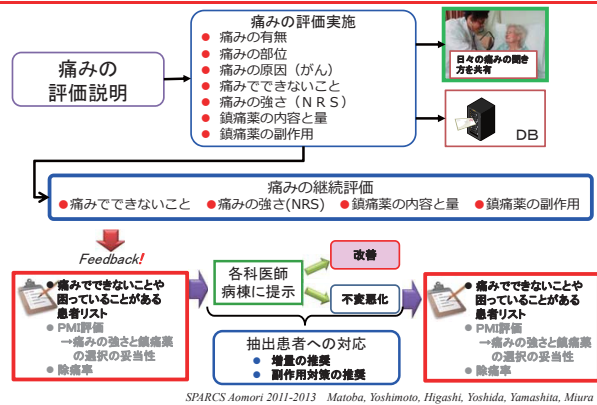 痛みの
評価説明
痛みの評価実施
● 痛みの有無
● 痛みの部位
● 痛みの原因（がん）
● 痛みでできないこと
● 痛みの強さ（ＮＲＳ）
● 鎮痛薬の内容と量
● 鎮痛薬の副作用
日々の痛みの聞き
方を共有
ＤＢ
痛みの継続評価
●痛みでできないこと ●痛みの強さ(NRS) ●鎮痛薬の内容と量 ●鎮痛薬の副作用
Feedback!
● 痛みでできないことや
困っていることがある
患者リスト
● PMI評価
→痛みの強さと鎮痛薬
の選択の妥当性
● 除痛率
各科医師
病棟に提示
改善
不変悪化
抽出患者への対応
● 増量の推奨
● 副作用対策の推奨
● 痛みでできないことや
困っていることがある
患者リスト
● PMI評価
→痛みの強さと鎮痛薬
の選択の妥当性
● 除痛率
SPARCS Aomori 2011-2013 Matoba, Yoshimoto, Higashi, Yoshida, Yamashita, Miura